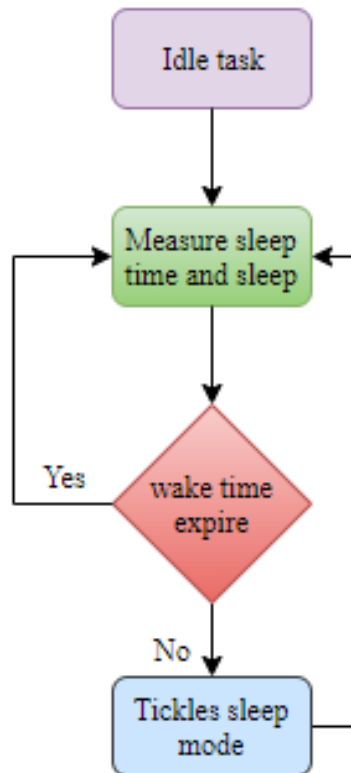 Idle task
Measure sleep
time and sleep
wake time
expire
Yes
No
Tickles sleep
mode